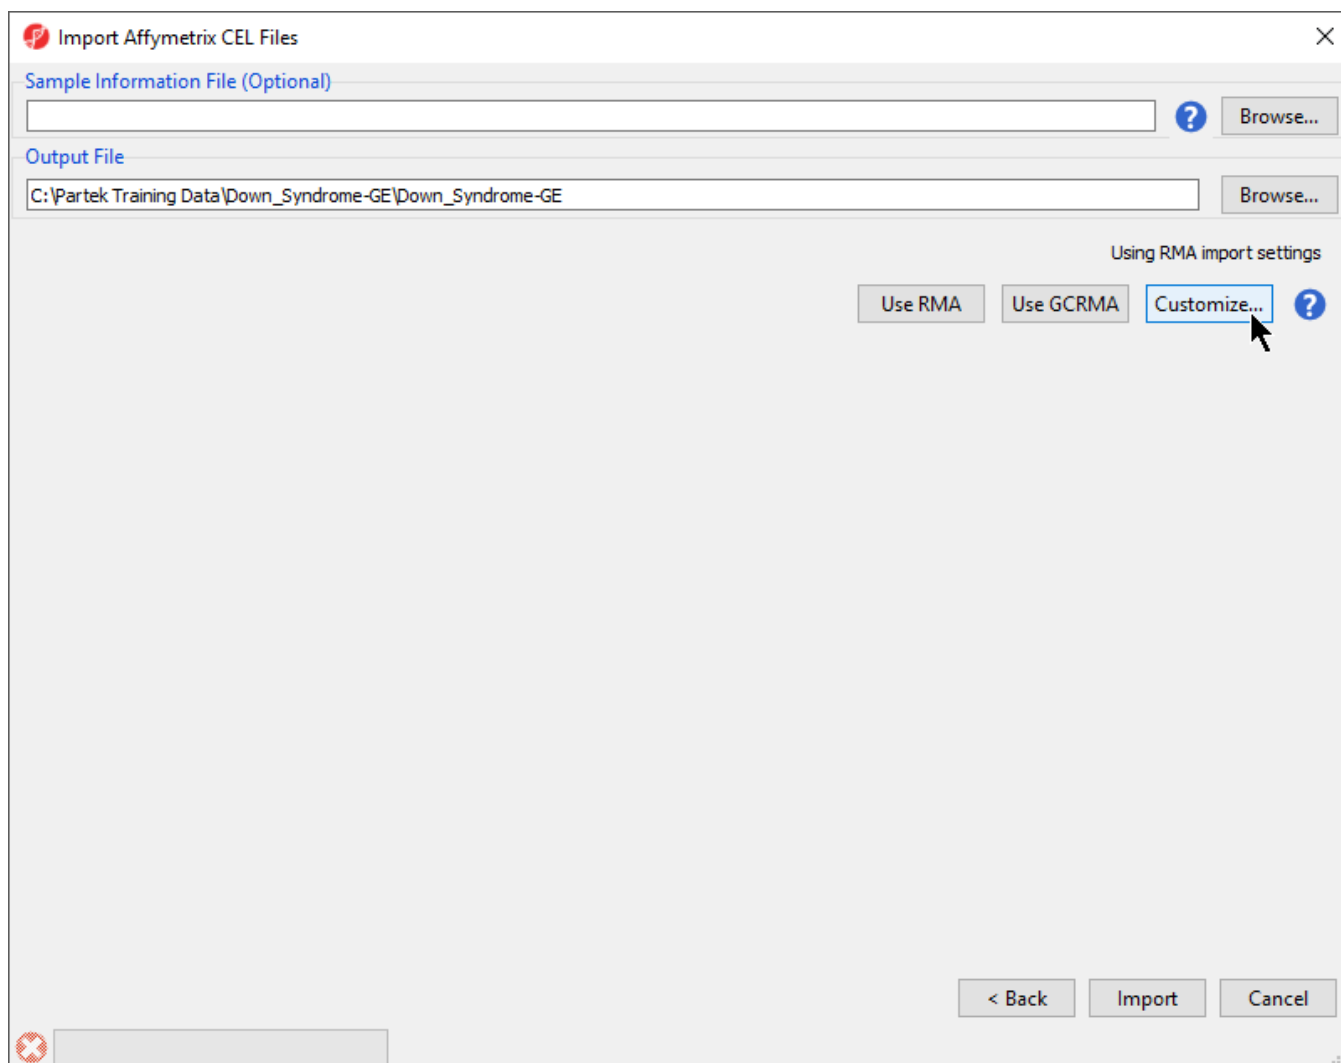 Import Affymetrix CEL Files
Sample Information File (Optional)
Browse...
Output File
C:\Partek Training Data\Down_Syndrome-GE\Down_Syndrome-GE
Browse...
Using RMA import settings
Use RMA
Use GCRMA
Customize...
< Back
Import
Cancel